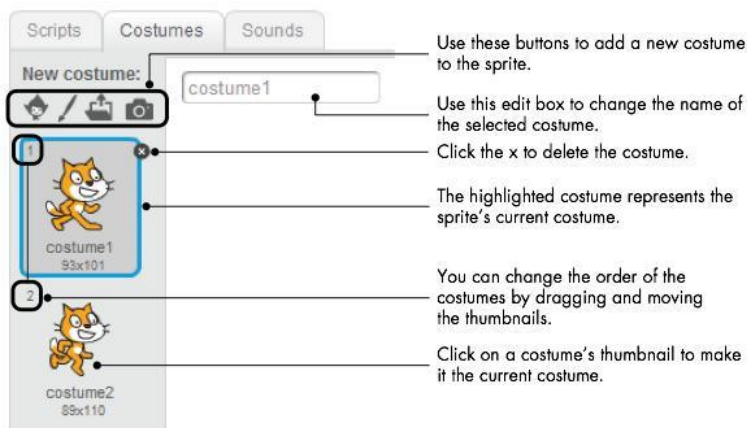 Scripts
Costumes
Sounds
New costume:
costume1
1
costume1
93x101
2
costume2
89x110
Use these buttons to add a new costume
to the sprite.
Use this edit box to change the name of
the selected costume.
Click the x to delete the costume.
The highlighted costume represents the
sprite's current costume.
You can change the order of the
costumes by dragging and moving
the thumbnails.
Click on a costume's thumbnail to make
it the current costume.